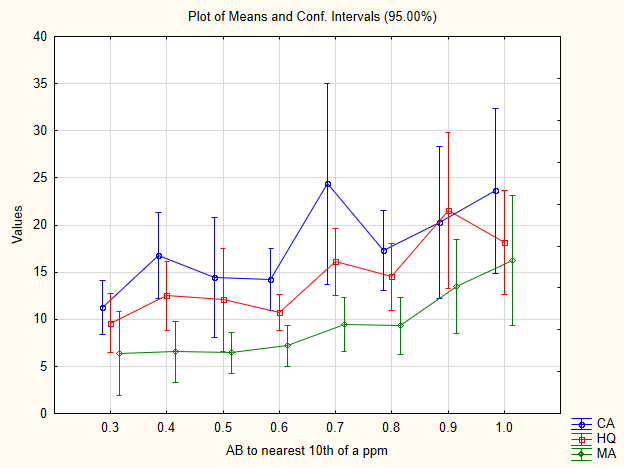 Plot of Means and Conf. Intervals (95.00%)
40
35
30
25
20
15
10
5
0
Values
0.3 0.4 0.5 0.6 0.7 0.8 0.9 1.0
AB to nearest 10th of a ppm
CA
HQ
MA